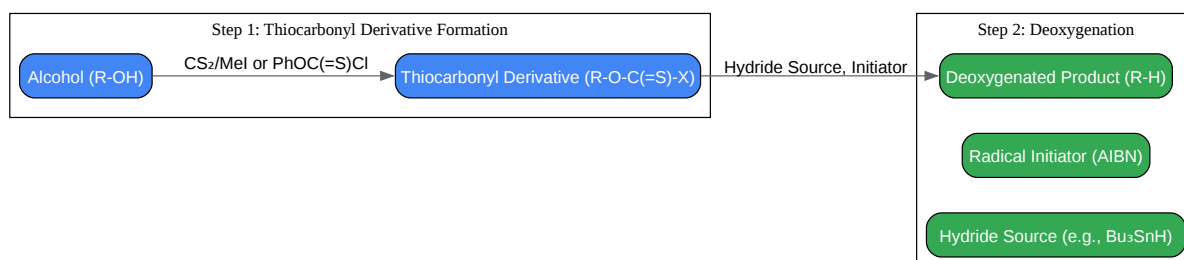 Step 1: Thiocarbonyl Derivative Formation
Alcohol (R-OH)
CS₂/MeI or PhOC(=S)Cl
Thiocarbonyl Derivative (R-O-C(=S)-X)
Hydride Source, Initiator
Step 2: Deoxygenation
Deoxygenated Product (R-H)
Radical Initiator (AIBN)
Hydride Source (e.g., Bu₃SnH)